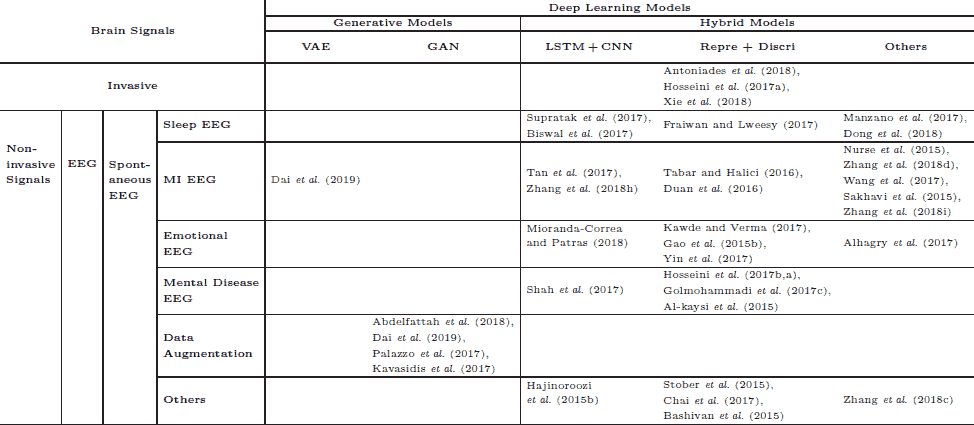 Deep Learning Models
Brain Signals
Generative Models
Hybrid Models
VAE
GAN
LSTM + CNN
Repre + Discri
Others
Invasive
Antoniades et al. (2018),
Hosseini et al. (2017a),
Xie et al. (2018)
Non-
invasive
Signals
EEG
Spont-
aneous
EEG
Sleep EEG
Supratak et al. (2017),
Biswal et al. (2017)
Fraiwan and Lweesy (2017)
Manzano et al. (2017),
Dong et al. (2018)
MI EEG
Dai et al. (2019)
Tan et al. (2017),
Zhang et al. (2018h)
Tabar and Halici (2016),
Duan et al. (2016)
Nurse et al. (2015),
Zhang et al. (2018d),
Wang et al. (2017),
Sakhavi et al. (2015),
Zhang et al. (2018i)
Emotional
EEG
Mioranda-Correa
and Patras (2018)
Kawde and Verma (2017),
Gao et al. (2015b),
Yin et al. (2017)
Alhagry et al. (2017)
Mental Disease
EEG
Shah et al. (2017)
Hosseini et al. (2017b,a),
Golmohammadi et al. (2017c),
Al-kaysi et al. (2015)
Data
Augmentation
Abdelfattah et al. (2018),
Dai et al. (2019),
Palazzo et al. (2017),
Kavasidis et al. (2017)
Others
Hajinoroozi
et al. (2015b)
Stober et al. (2015),
Chai et al. (2017),
Bashivan et al. (2015)
Zhang et al. (2018c)